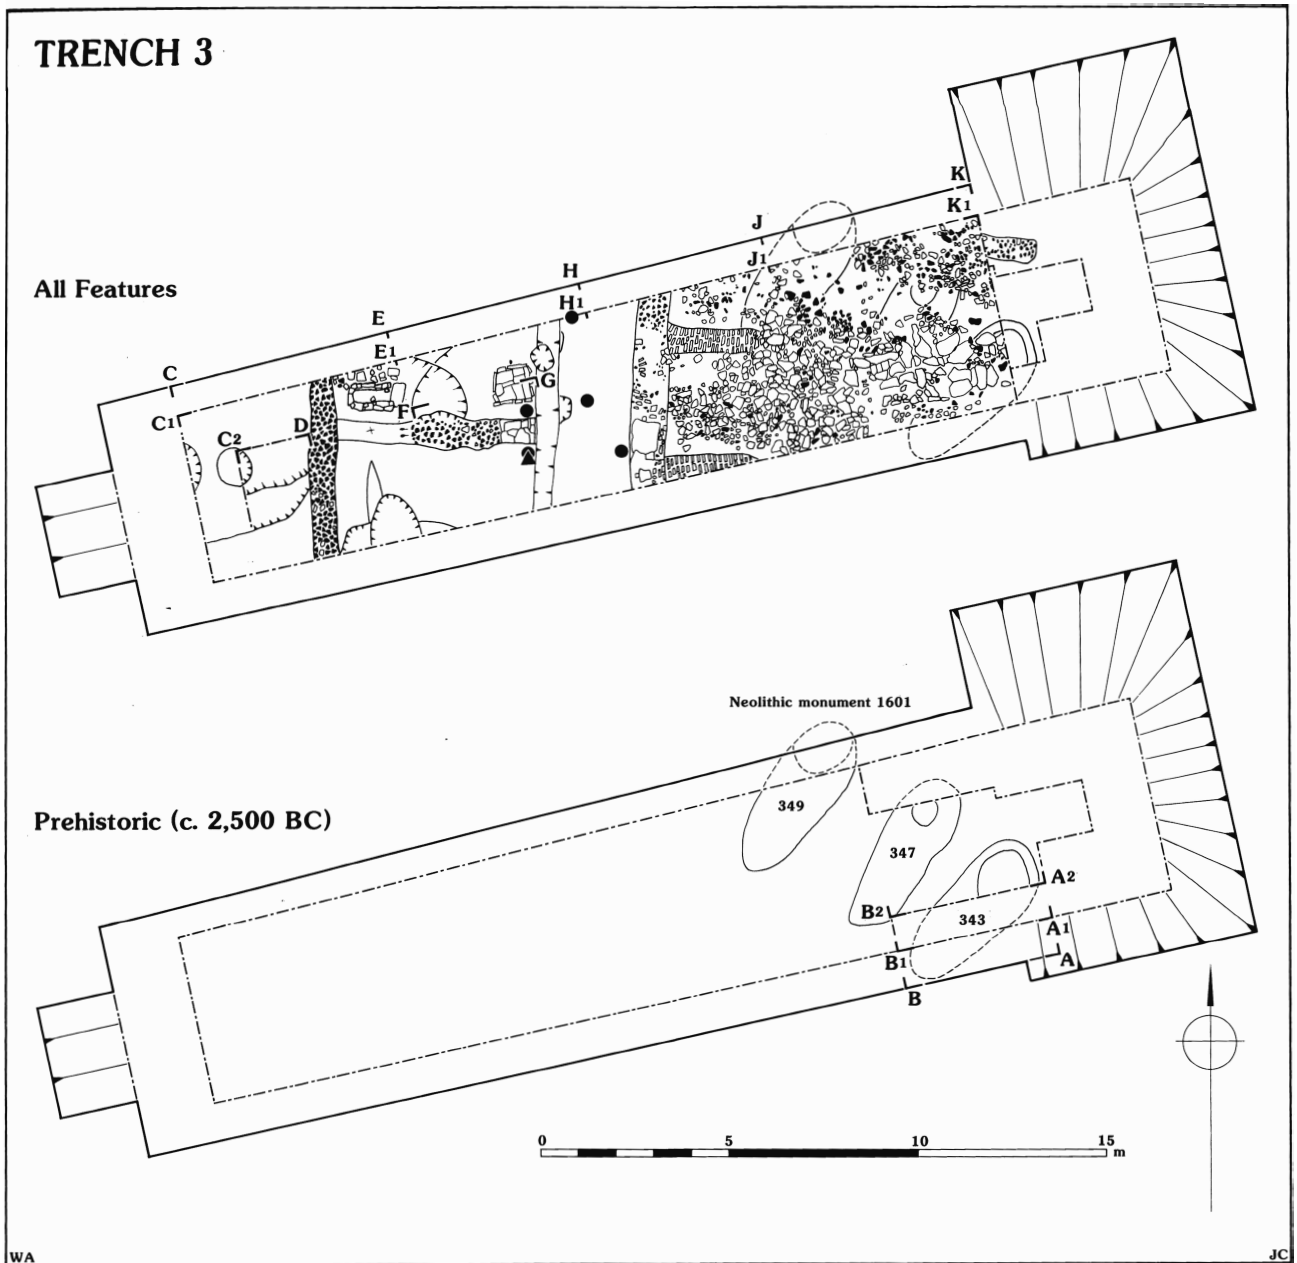 TRENCH 3
K
K1
J
J1
All Features
H
H1
E
E1
G
C
F
C1
C2
D
Neolithic monument 1601
349
Prehistoric (c. 2,500 BC)
347
A2
B2
343
A1
B1
A
B
0 5 10 15
m
WA
JC